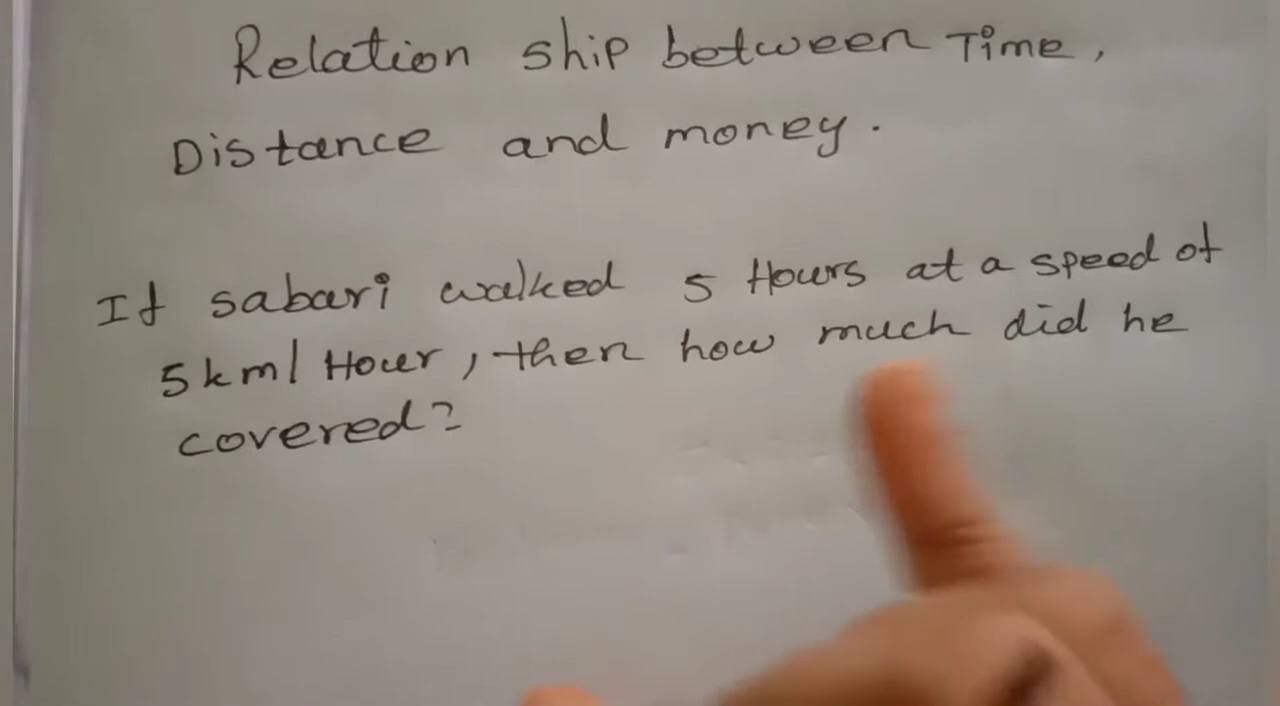 Relation ship between Time,
Distance and money.
If sabari walked 5 Hours at a speed of
5km/Hour, then how much did he
covered?